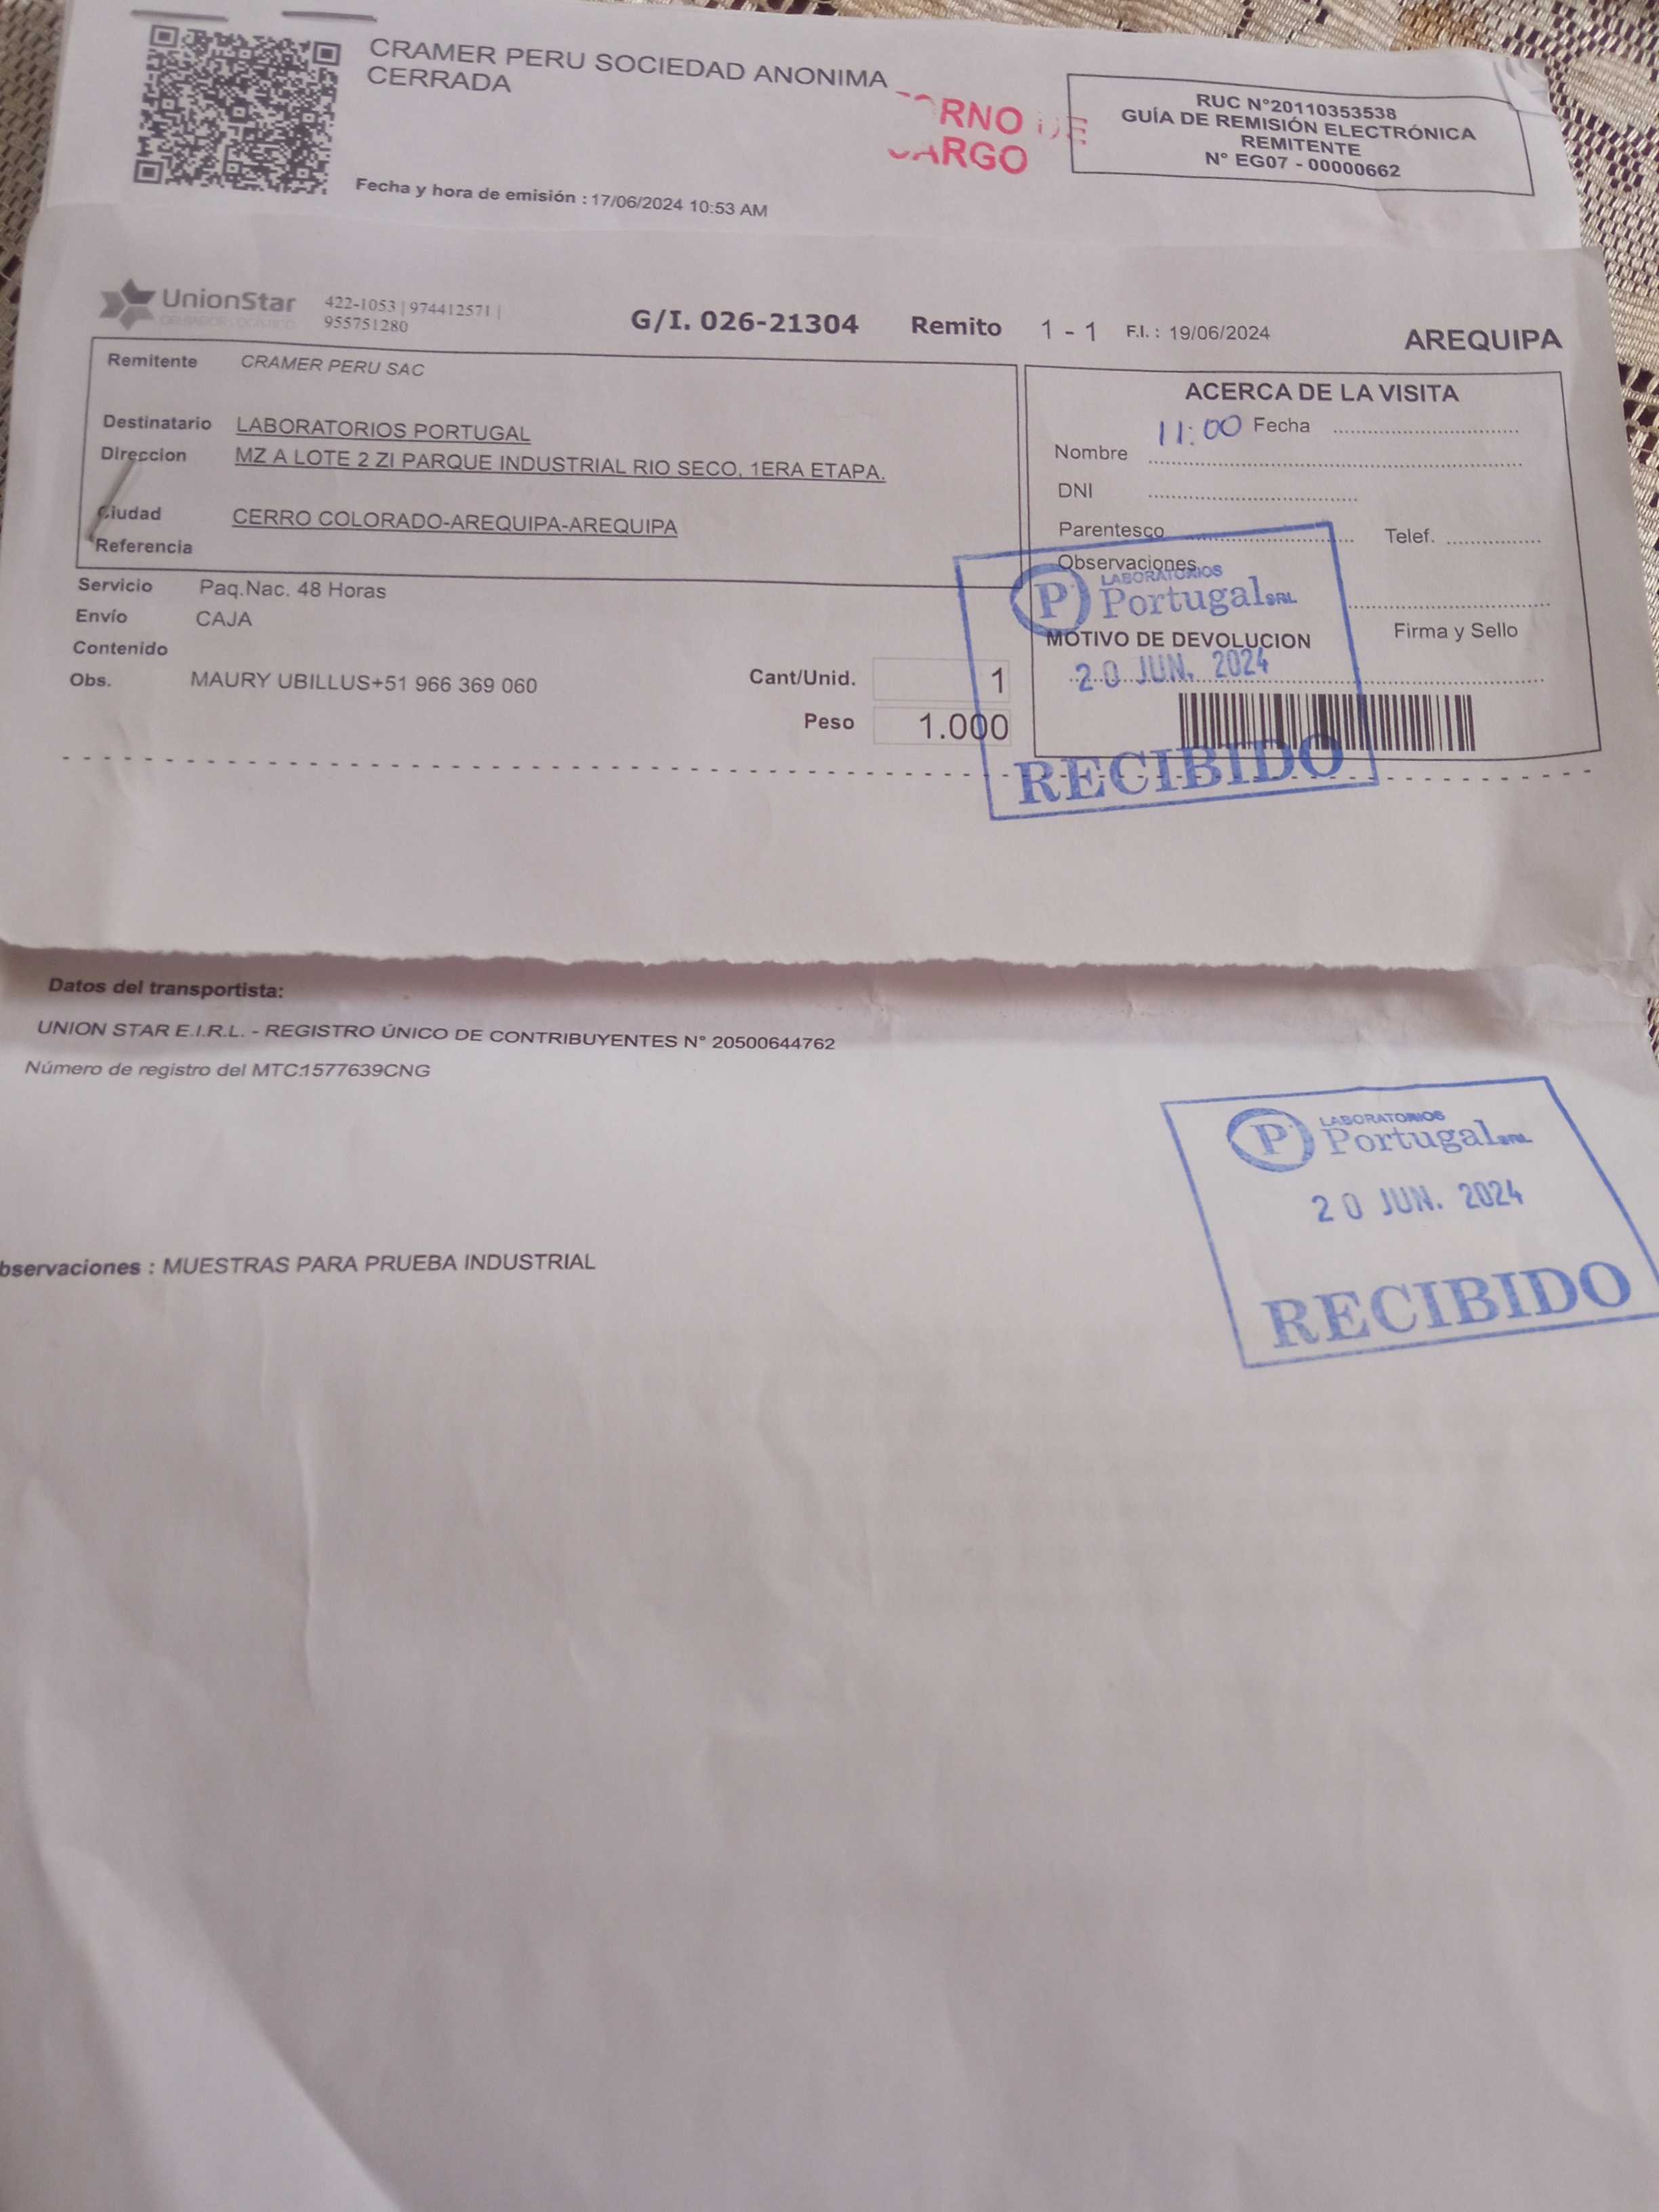 CRAMER PERU SOCIEDAD ANONIMA
CERRADA
RNO DE
ARGO
RUC N°20110353538
GUÍA DE REMISIÓN ELECTRÓNICA
REMITENTE
N° EG07 - 00000662
Fecha y hora de emisión : 17/06/2024 10:53 AM
UnionStar
422-1053 | 974412571 |
955751280
G/I. 026-21304 Remito 1 - 1 F.I. : 19/06/2024 AREQUIPA
Remitente CRAMER PERU SAC
Destinatario LABORATORIOS PORTUGAL
Direccion MZ A LOTE 2 ZI PARQUE INDUSTRIAL RIO SECO, 1ERA ETAPA.
Ciudad CERRO COLORADO-AREQUIPA-AREQUIPA
Referencia
Servicio Paq.Nac. 48 Horas
Envío CAJA
Contenido
Obs. MAURY UBILLUS+51 966 369 060
Cant/Unid. 1
Peso 1.000
ACERCA DE LA VISITA
11:00 Fecha
Nombre
DNI
Parentesco Telef.
Observaciones
LABORATORIOS
Portugal SRL
Firma y Sello
MOTIVO DE DEVOLUCION
20 JUN. 2024
RECIBIDO
Datos del transportista:
UNION STAR E.I.R.L. - REGISTRO ÚNICO DE CONTRIBUYENTES N° 20500644762
Número de registro del MTC:1577639CNG
LABORATORIOS
Portugal SRL
20 JUN. 2024
RECIBIDO
bservaciones : MUESTRAS PARA PRUEBA INDUSTRIAL